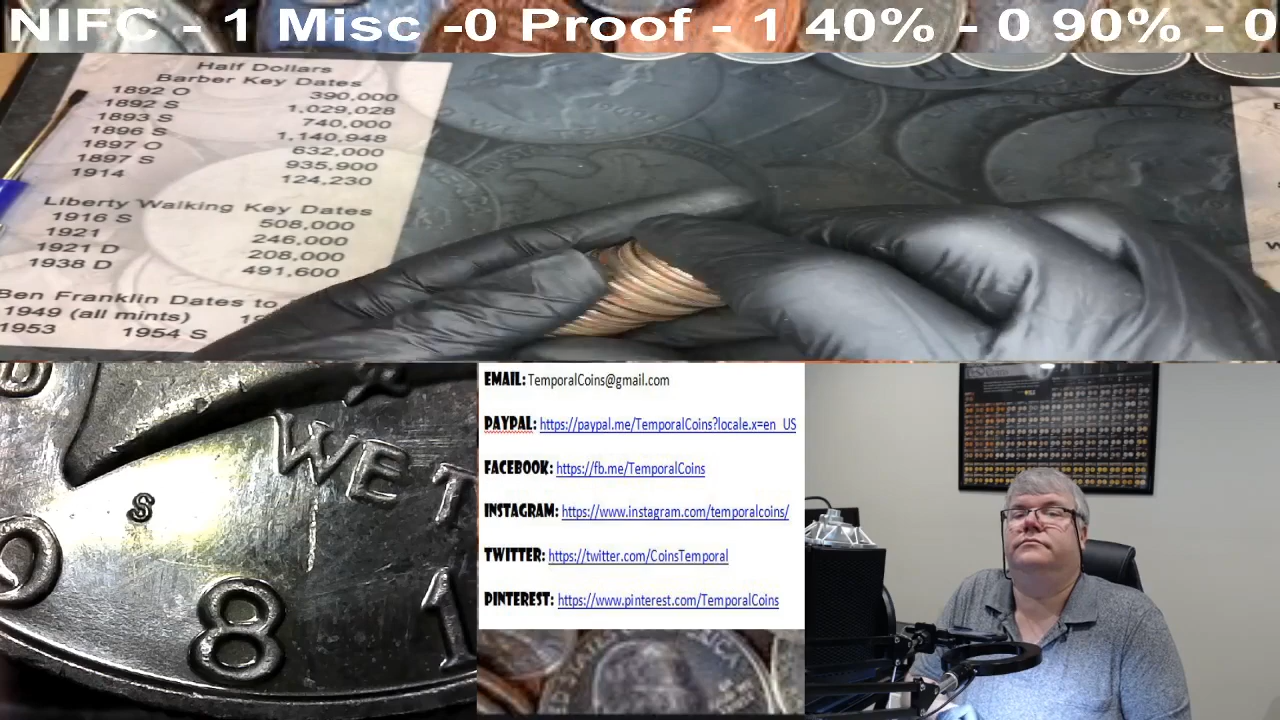 NIFC - 1 Misc -0 Proof - 1 40% - 0 90% - 0
Half Dollars
Barber Key Dates
1892 O 390,000
1892 S 1,029,028
1893 S 740,000
1896 S 1,140,948
1897 O 632,000
1897 S 935,900
1914 124,230
Liberty Walking Key Dates
1916 S 508,000
1921 246,000
1921 D 208,000
1938 D 491,600
Ben Franklin Dates to
1949 (all mints)
1953 1954 S
WE T
S
8 1
EMAIL: TemporalCoins@gmail.com
PAYPAL: https://paypal.me/TemporalCoins?locale.x=en_US
FACEBOOK: https://fb.me/TemporalCoins
INSTAGRAM: https://www.instagram.com/temporalcoins/
TWITTER: https://twitter.com/CoinsTemporal
PINTEREST: https://www.pinterest.com/TemporalCoins